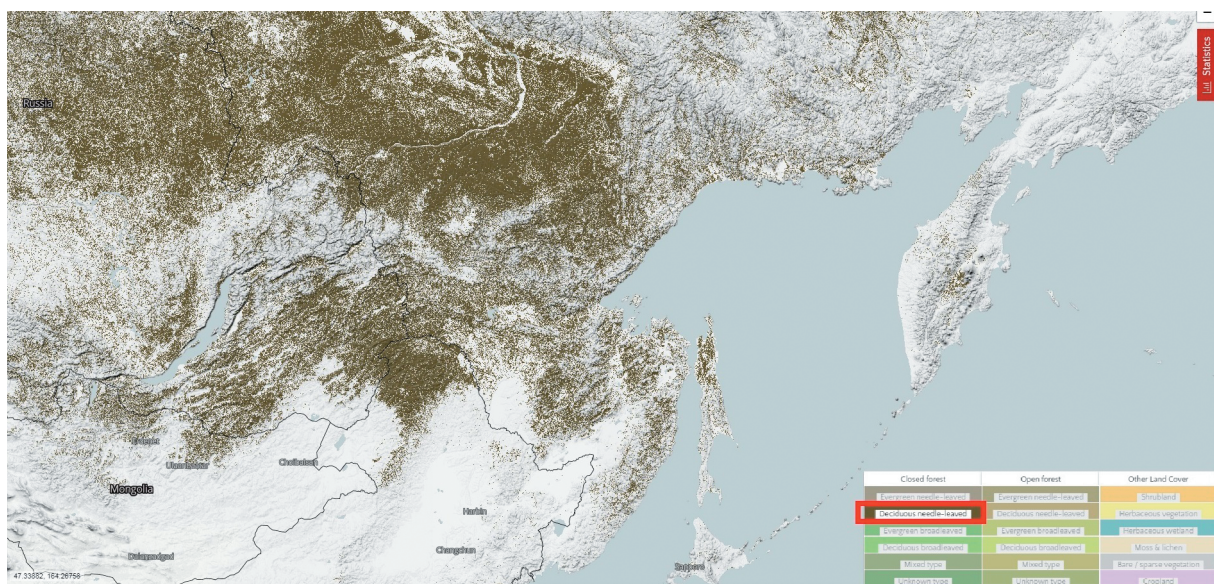 Statistics
Russia
Erdenet
Ulaanbaatar
Choibalsan
Mongolia
Harbin
Dalanzadgad
Changchun
Sapporo
47.33882, 164.26758
Closed forest Open forest Other Land Cover
Evergreen needle-leaved Evergreen needle-leaved Shrubland
Deciduous needle-leaved Deciduous needle-leaved Herbaceous vegetation
Evergreen broadleaved Evergreen broadleaved Herbaceous wetland
Deciduous broadleaved Deciduous broadleaved Moss & lichen
Mixed type Mixed type Bare / sparse vegetation
Unknown type Unknown type Cropland